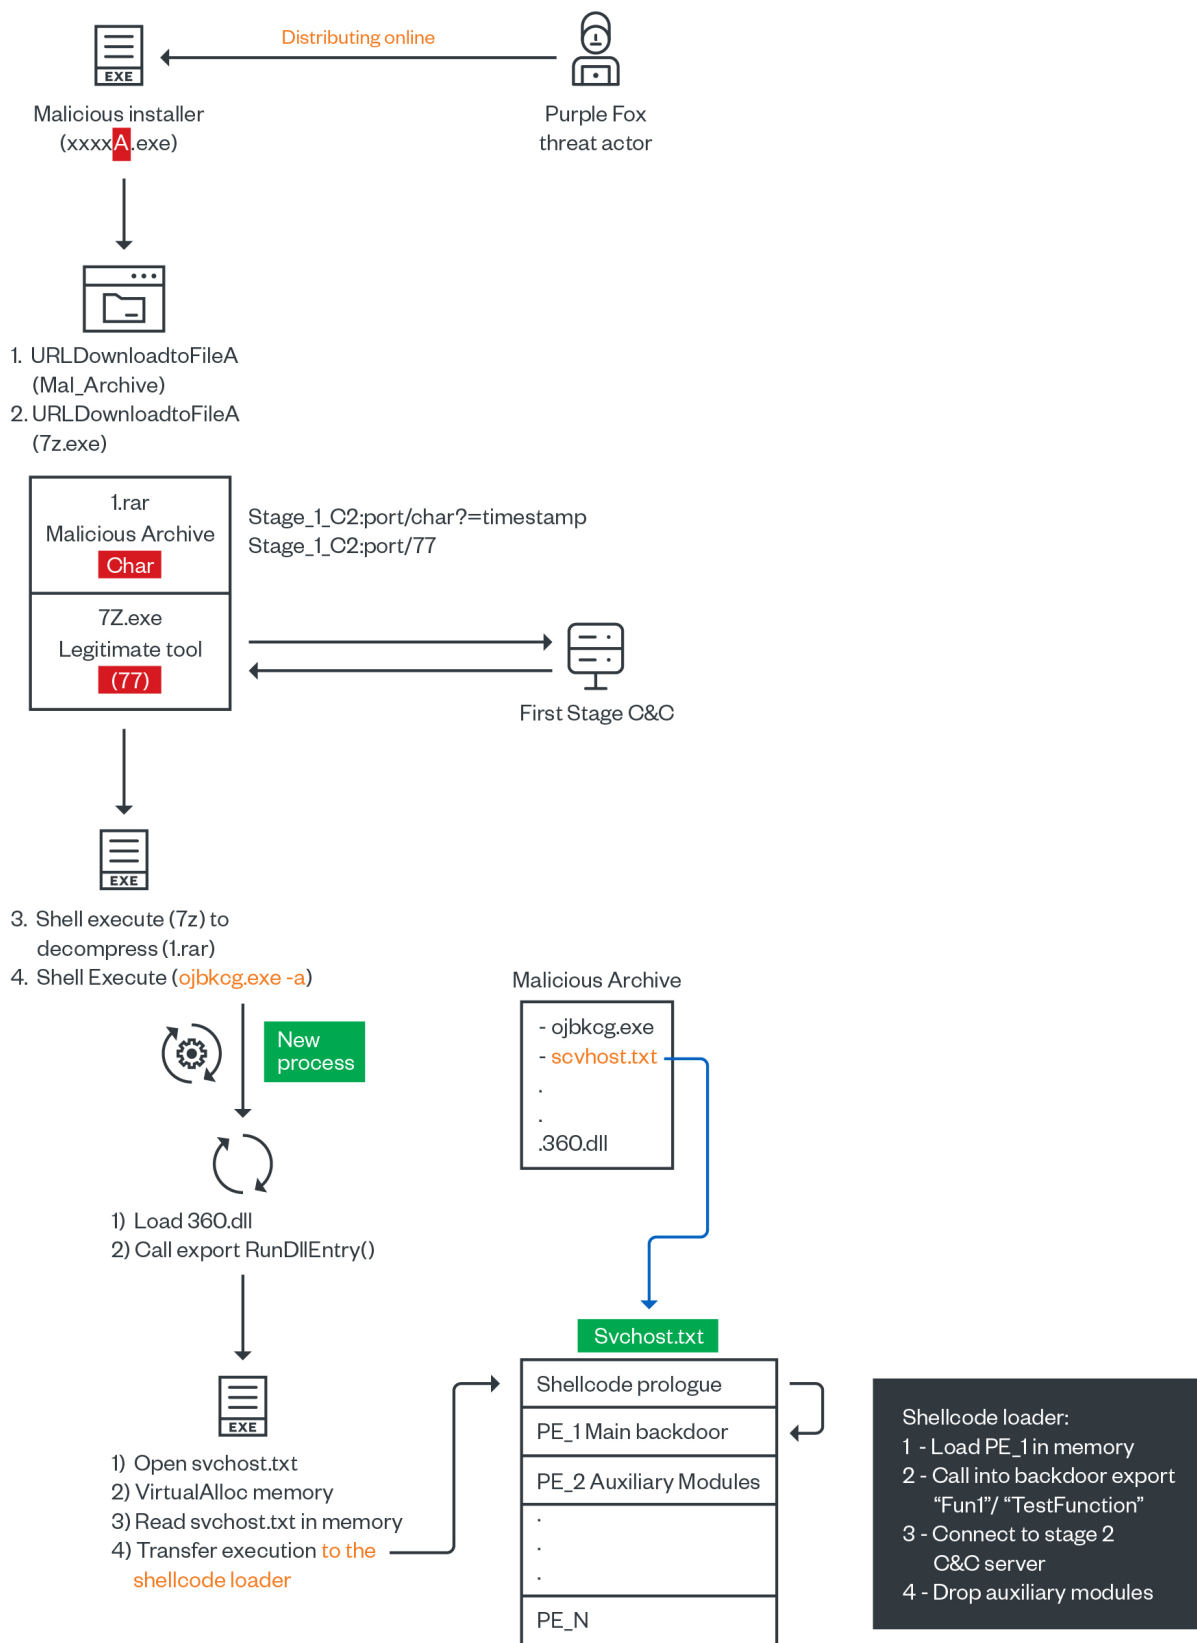 Distributing online
EXE
Malicious installer
(xxxxA.exe)
Purple Fox
threat actor
1. URLDownloadtoFileA
(Mal_Archive)
2. URLDownloadtoFileA
(7z.exe)
1.rar
Malicious Archive
Char
Stage_1_C2:port/char?=timestamp
Stage_1_C2:port/77
7Z.exe
Legitimate tool
(77)
First Stage C&C
EXE
3. Shell execute (7z) to
decompress (1.rar)
4. Shell Execute (ojbkcg.exe -a)
New
process
Malicious Archive
- ojbkcg.exe
- scvhost.txt
.
.
.360.dll
1) Load 360.dll
2) Call export RunDllEntry()
EXE
1) Open svchost.txt
2) VirtualAlloc memory
3) Read svchost.txt in memory
4) Transfer execution to the
shellcode loader
Svchost.txt
Shellcode prologue
PE_1 Main backdoor
PE_2 Auxiliary Modules
.
.
.
PE_N
Shellcode loader:
1 - Load PE_1 in memory
2 - Call into backdoor export
“Fun1”/ “TestFunction”
3 - Connect to stage 2
C&C server
4 - Drop auxiliary modules